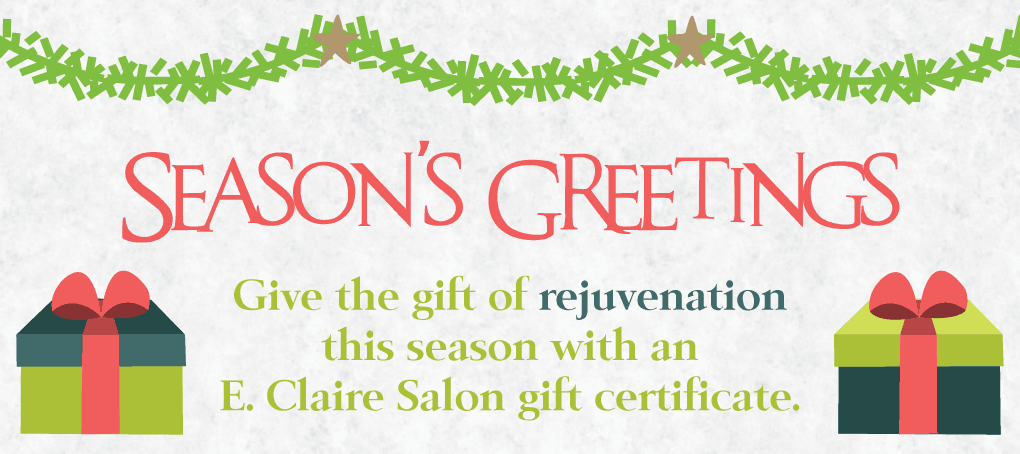 Season's Greetings
Give the gift of rejuvenation
this season with an
E. Claire Salon gift certificate.